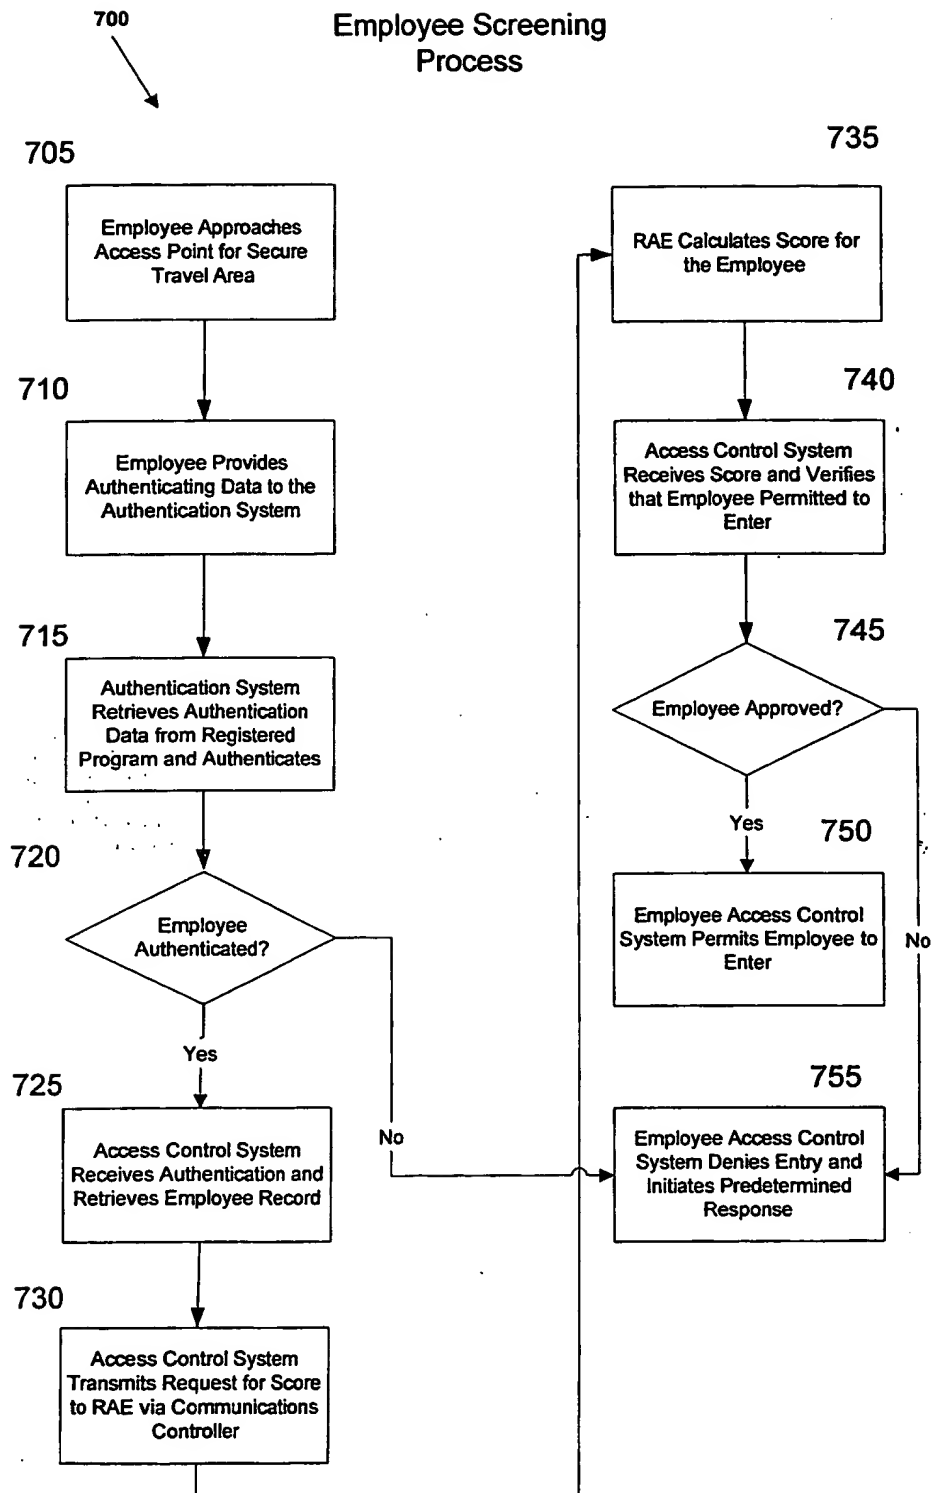 700
Employee Screening
Process
705
Employee Approaches
Access Point for Secure
Travel Area
710
Employee Provides
Authenticating Data to the
Authentication System
715
Authentication System
Retrieves Authentication
Data from Registered
Program and Authenticates
720
Employee
Authenticated?
Yes
No
725
Access Control System
Receives Authentication and
Retrieves Employee Record
730
Access Control System
Transmits Request for Score
to RAE via Communications
Controller
735
RAE Calculates Score for
the Employee
740
Access Control System
Receives Score and Verifies
that Employee Permitted to
Enter
745
Employee Approved?
Yes
No
750
Employee Access Control
System Permits Employee to
Enter
755
Employee Access Control
System Denies Entry and
Initiates Predetermined
Response